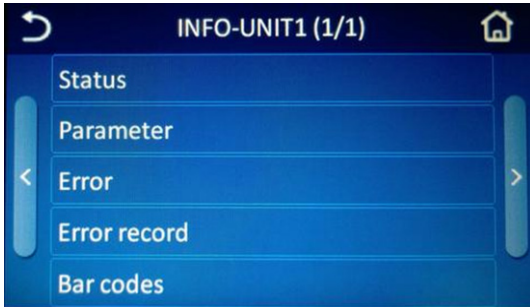 INFO-UNIT1 (1/1)
Status
Parameter
Error
Error record
Bar codes